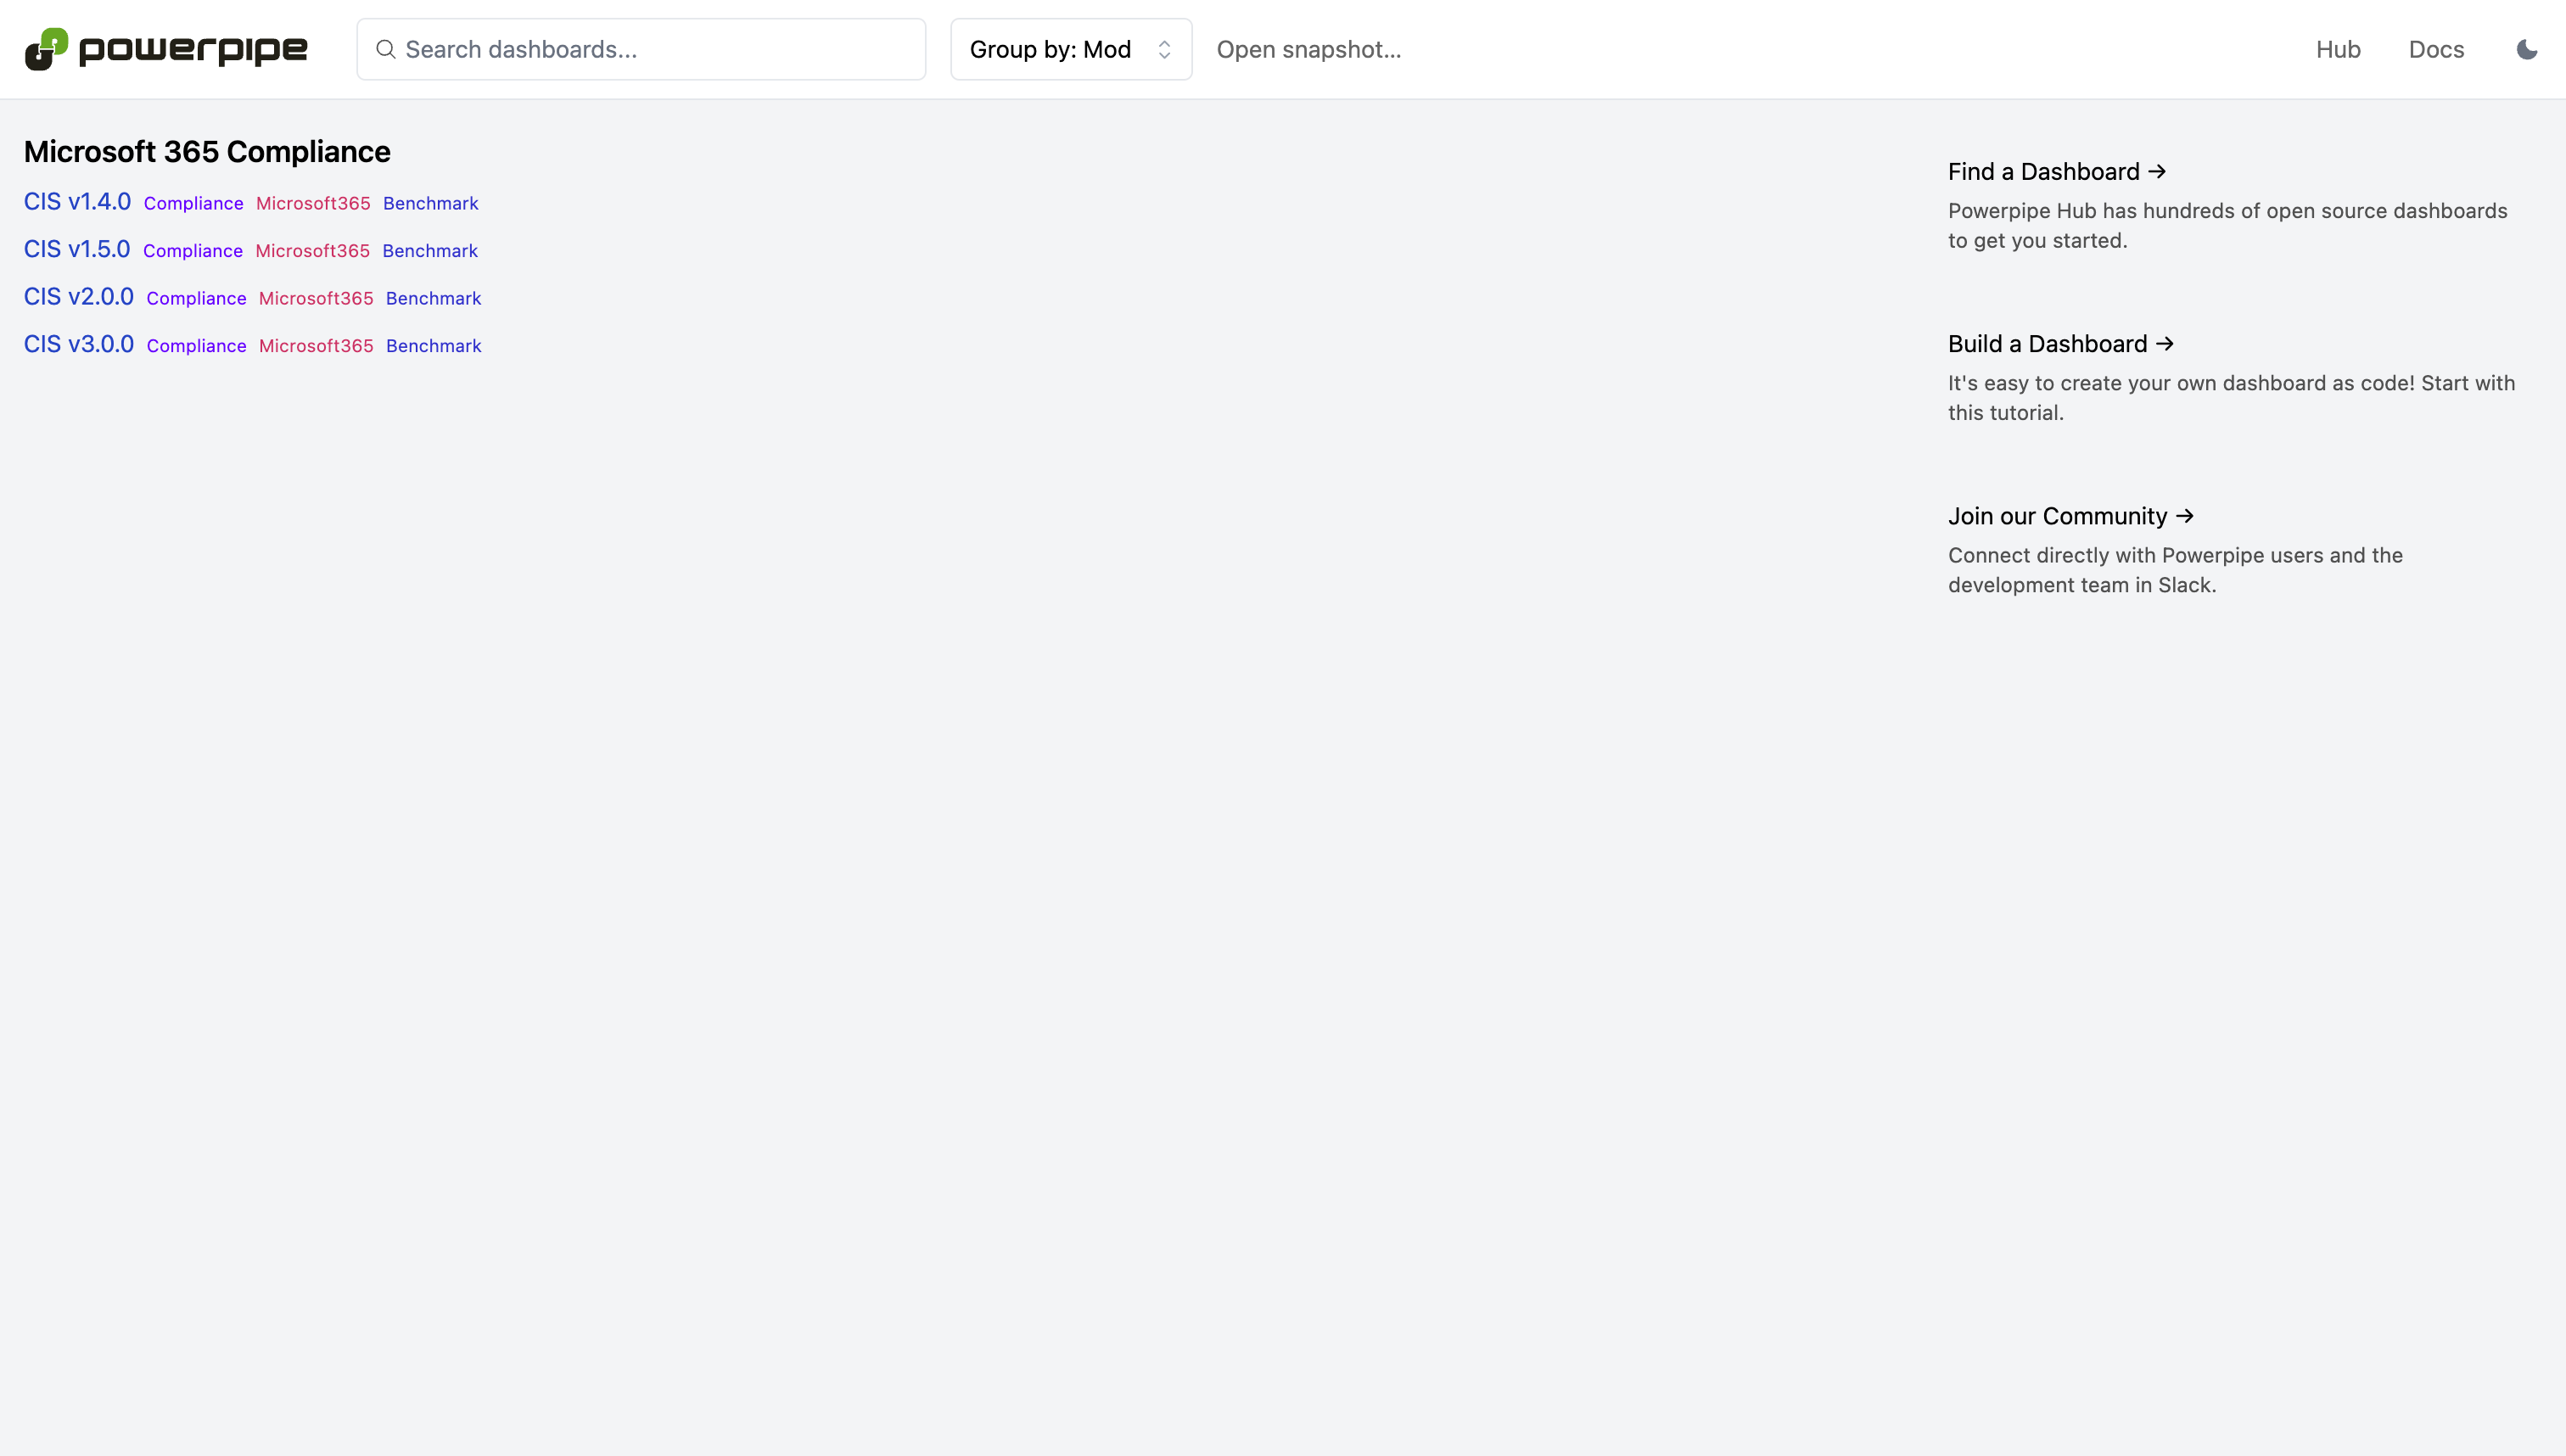 powerpipe
Search dashboards...
Group by: Mod
Open snapshot...
Hub
Docs
Microsoft 365 Compliance
CIS v1.4.0 Compliance Microsoft365 Benchmark
CIS v1.5.0 Compliance Microsoft365 Benchmark
CIS v2.0.0 Compliance Microsoft365 Benchmark
CIS v3.0.0 Compliance Microsoft365 Benchmark
Find a Dashboard →
Powerpipe Hub has hundreds of open source dashboards
to get you started.
Build a Dashboard →
It's easy to create your own dashboard as code! Start with
this tutorial.
Join our Community →
Connect directly with Powerpipe users and the
development team in Slack.